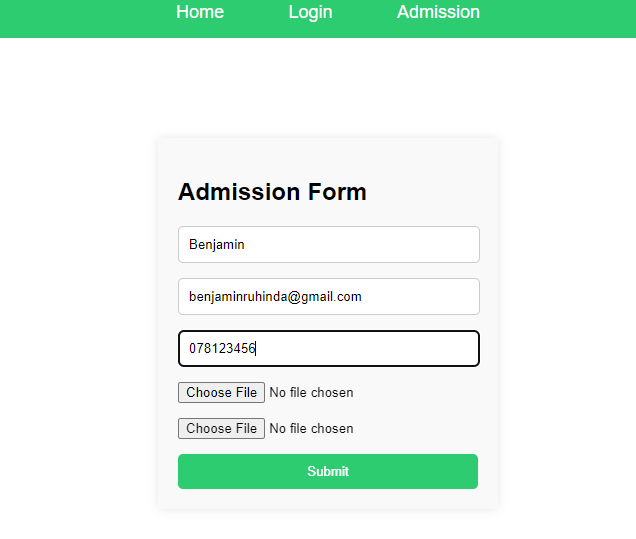 Home Login Admission
Admission Form
Benjamin
benjaminruhinda@gmail.com
078123456
Choose File No file chosen
Choose File No file chosen
Submit